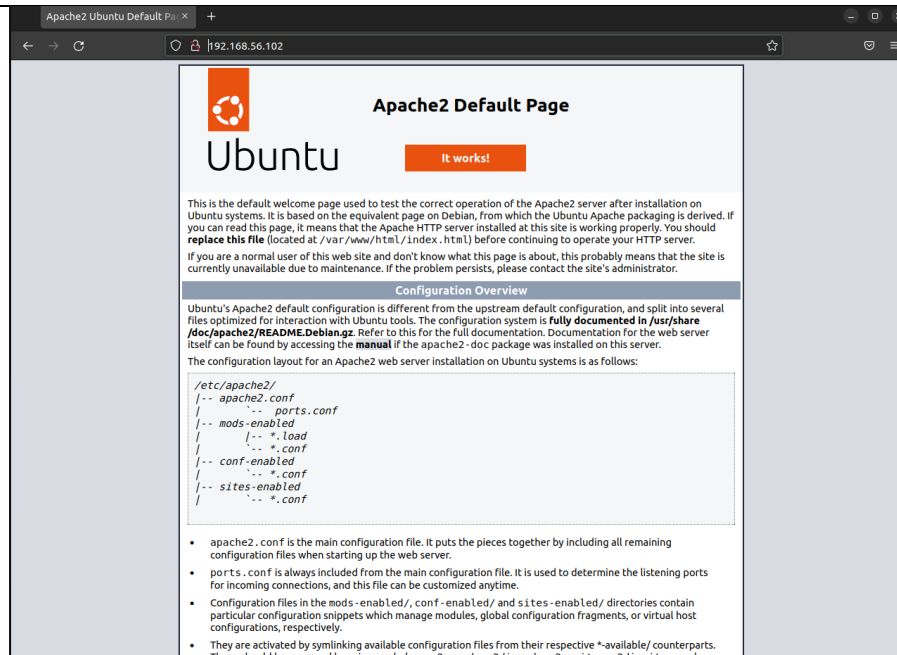 Apache2 Ubuntu Default Pa
192.168.56.102
Ubuntu
Apache2 Default Page
It works!
This is the default welcome page used to test the correct operation of the Apache2 server after installation on
Ubuntu systems. It is based on the equivalent page on Debian, from which the Ubuntu Apache packaging is derived. If
you can read this page, it means that the Apache HTTP server installed at this site is working properly. You should
replace this file (located at /var/www/html/index.html) before continuing to operate your HTTP server.
If you are a normal user of this web site and don't know what this page is about, this probably means that the site is
currently unavailable due to maintenance. If the problem persists, please contact the site's administrator.
Configuration Overview
Ubuntu's Apache2 default configuration is different from the upstream default configuration, and split into several
files optimized for interaction with Ubuntu tools. The configuration system is fully documented in /usr/share
/doc/apache2/README.Debian.gz. Refer to this for the full documentation. Documentation for the web server
itself can be found by accessing the manual if the apache2-doc package was installed on this server.
The configuration layout for an Apache2 web server installation on Ubuntu systems is as follows:
/etc/apache2/
|-- apache2.conf
|       `--  ports.conf
|-- mods-enabled
|       |-- *.load
|       `-- *.conf
|-- conf-enabled
|       `-- *.conf
|-- sites-enabled
|       `-- *.conf
• apache2.conf is the main configuration file. It puts the pieces together by including all remaining
configuration files when starting up the web server.
• ports.conf is always included from the main configuration file. It is used to determine the listening ports
for incoming connections, and this file can be customized anytime.
• Configuration files in the mods-enabled/, conf-enabled/ and sites-enabled/ directories contain
particular configuration snippets which manage modules, global configuration fragments, or virtual host
configurations, respectively.
• They are activated by symlinking available configuration files from their respective *-available/ counterparts.